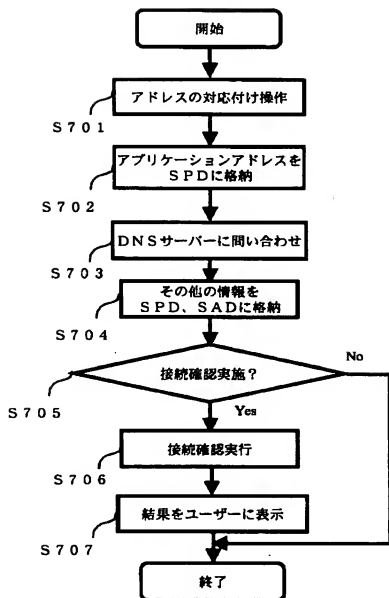 開始
アドレスの対応付け操作
S701
アプリケーションアドレスを
SPDに格納
S702
DNSサーバーに問い合わせ
S703
その他の情報を
SPD、SADに格納
S704
接続確認実施?
No
S705
Yes
接続確認実行
S706
結果をユーザーに表示
S707
終了